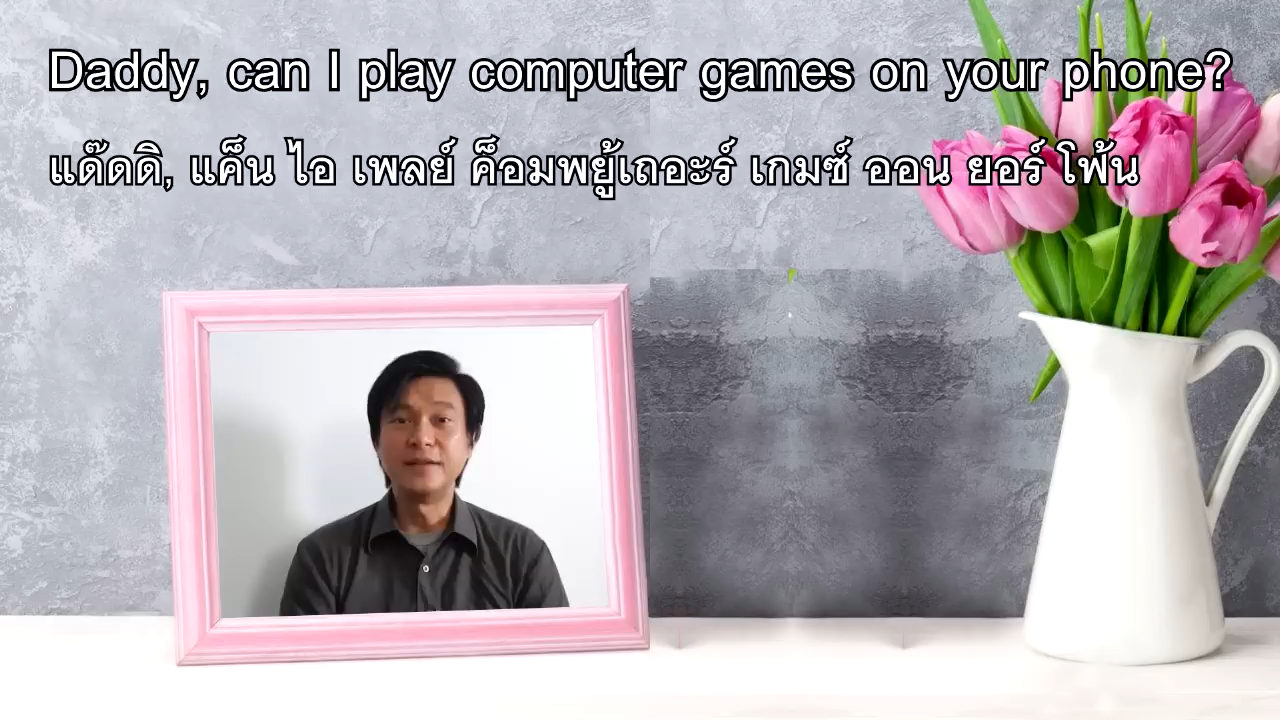 Daddy, can I play computer games on your phone?
แด๊ดดิ, แค็น ไอ เพลย์ ค็อมพยู้เถอะร์ เกมซ์ ออน ยอร์ โพ้น